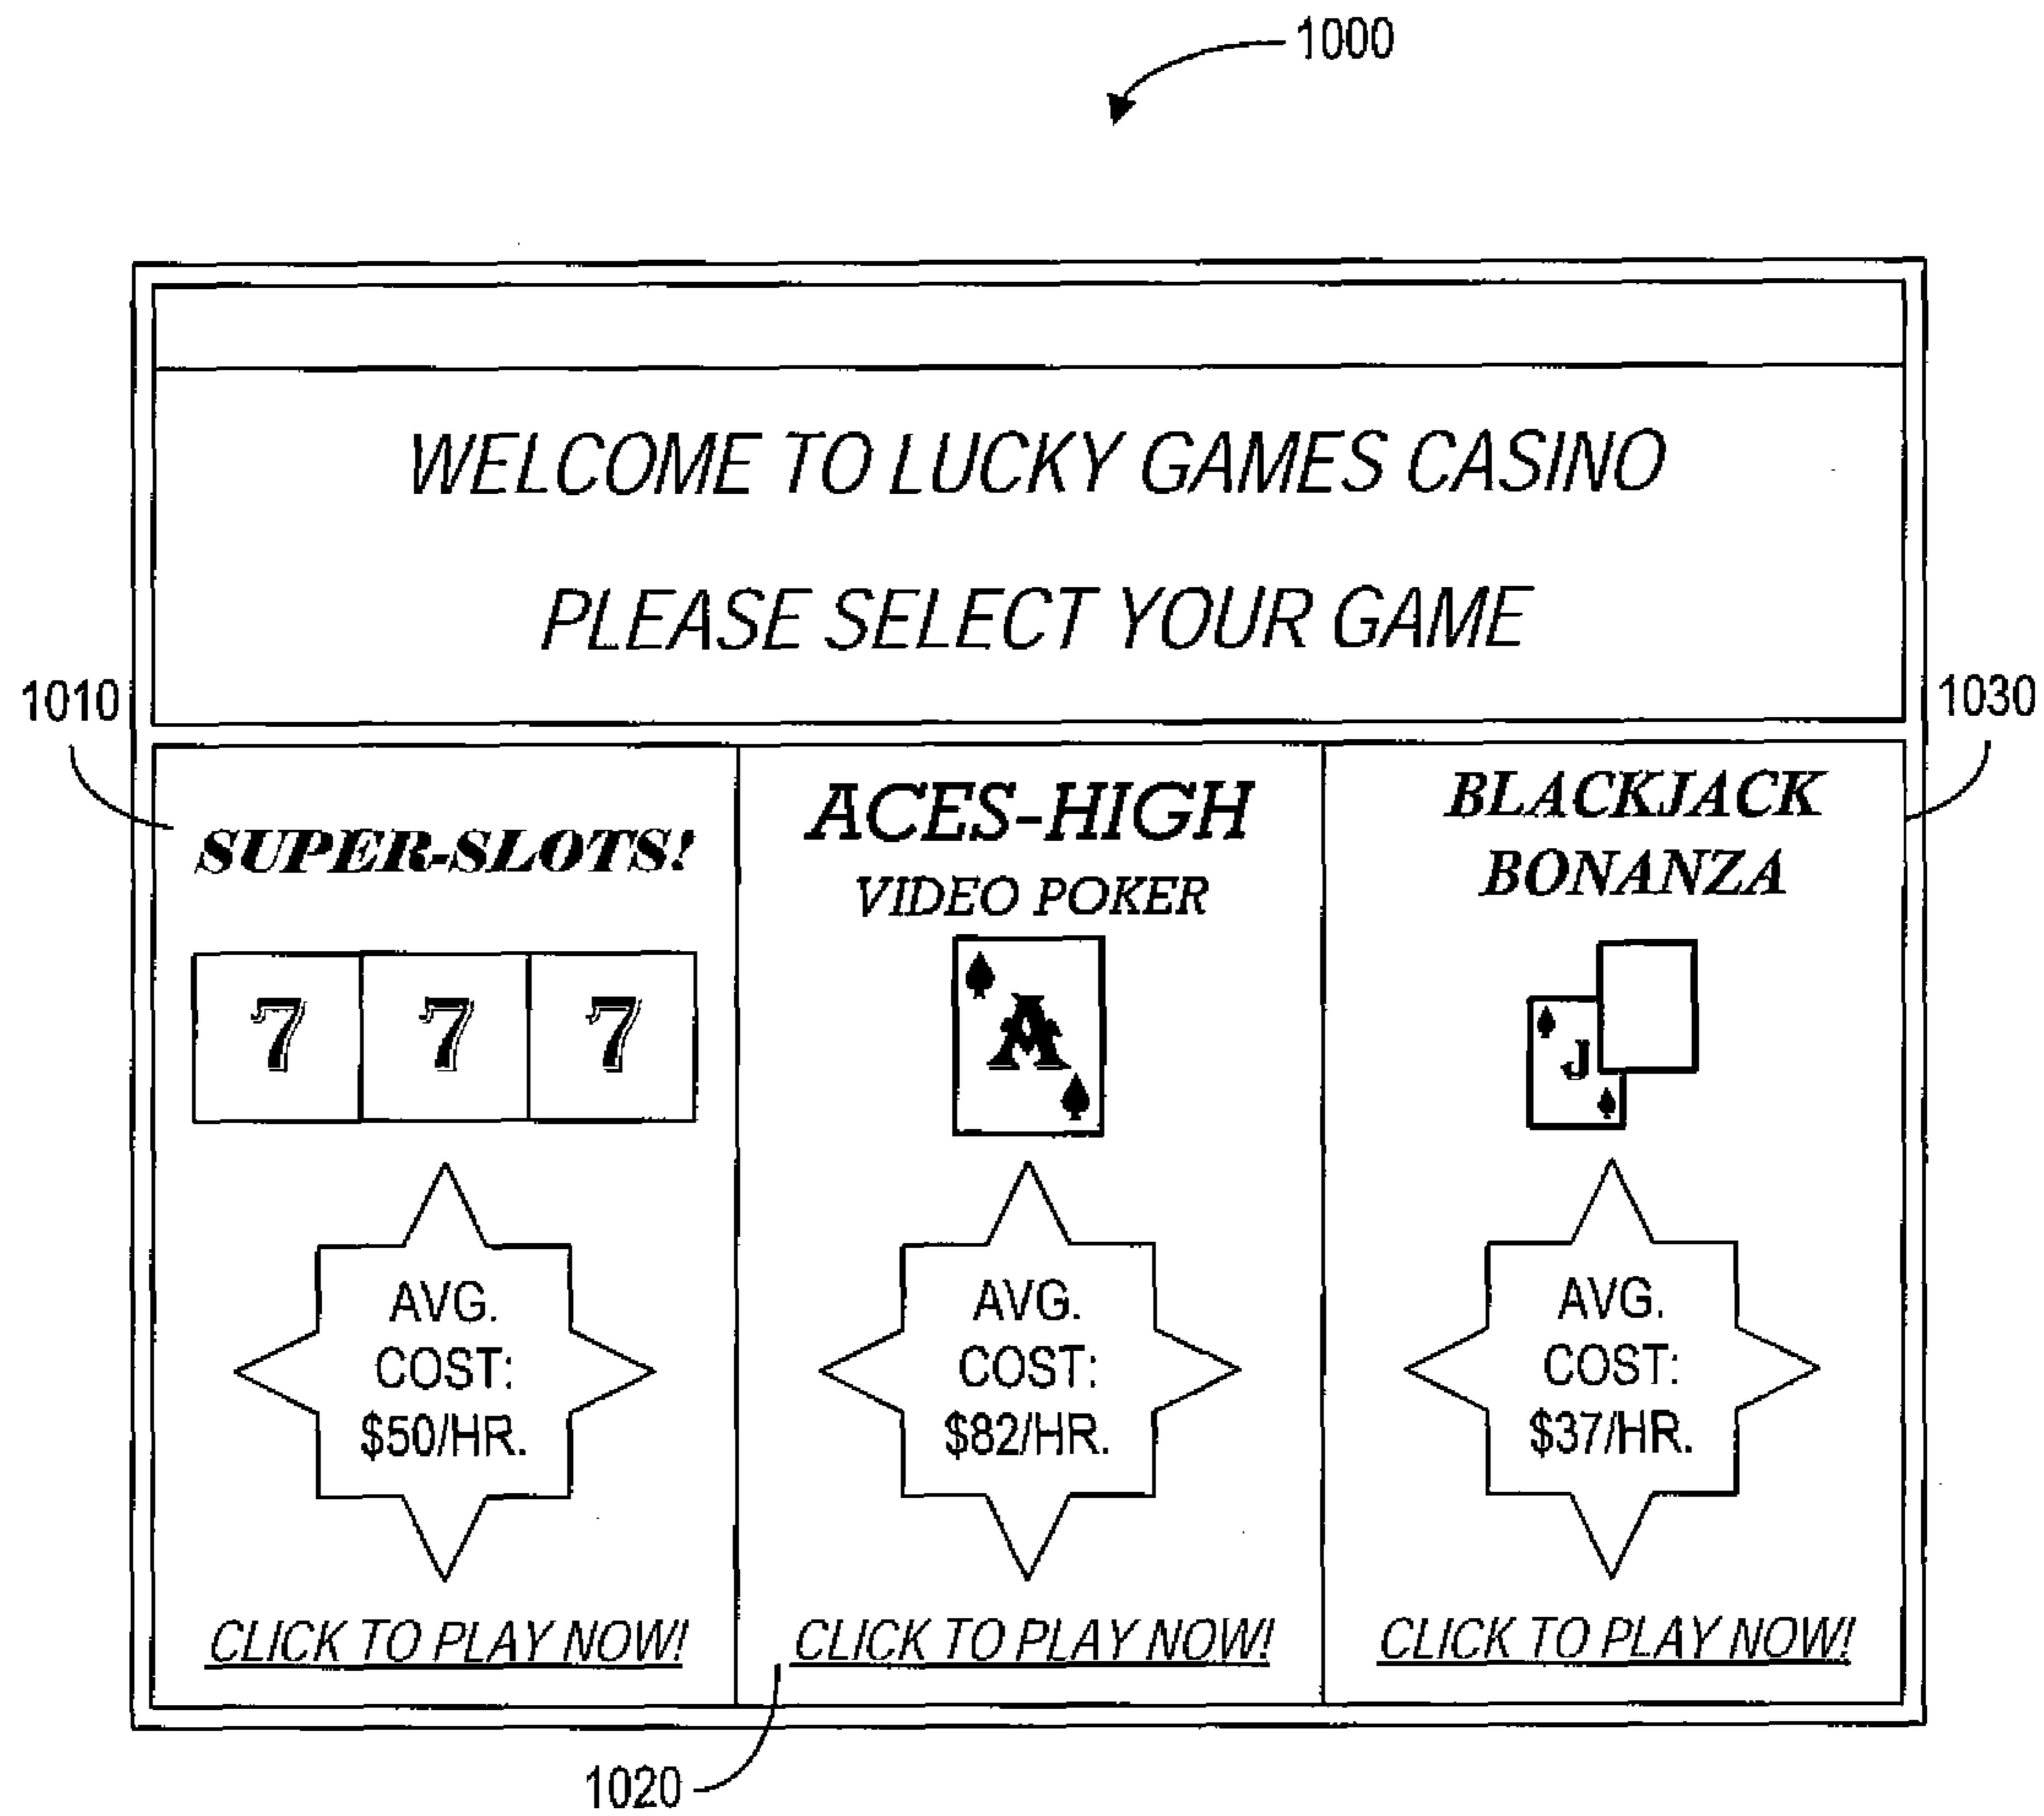 1000
WELCOME TO LUCKY GAMES CASINO
PLEASE SELECT YOUR GAME
1010
1030
SUPER-SLOTS!
7 7 7
AVG.
COST:
$50/HR.
CLICK TO PLAY NOW!
ACES-HIGH
VIDEO POKER
A
AVG.
COST:
$82/HR.
CLICK TO PLAY NOW!
BLACKJACK
BONANZA
J
AVG.
COST:
$37/HR.
CLICK TO PLAY NOW!
1020